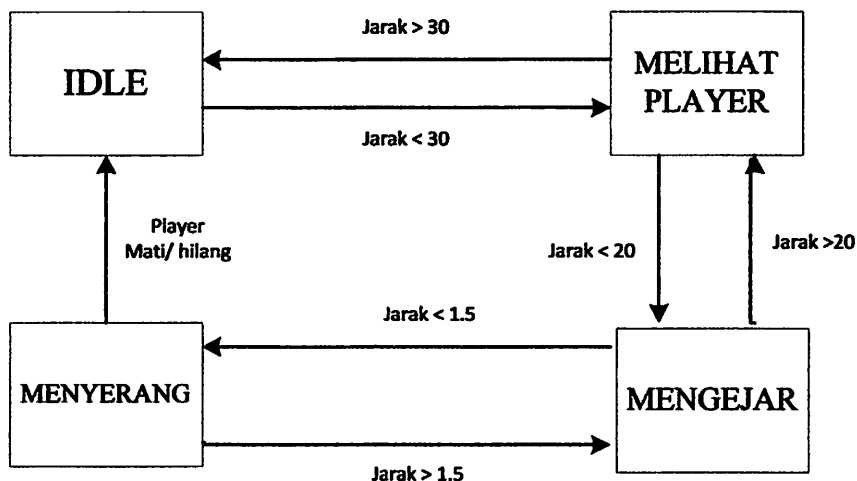 Jarak > 30
IDLE
MELIHAT
PLAYER
Jarak < 30
Player
Mati/ hilang
Jarak < 20
Jarak >20
Jarak < 1.5
MENYERANG
MENGEJAR
Jarak > 1.5